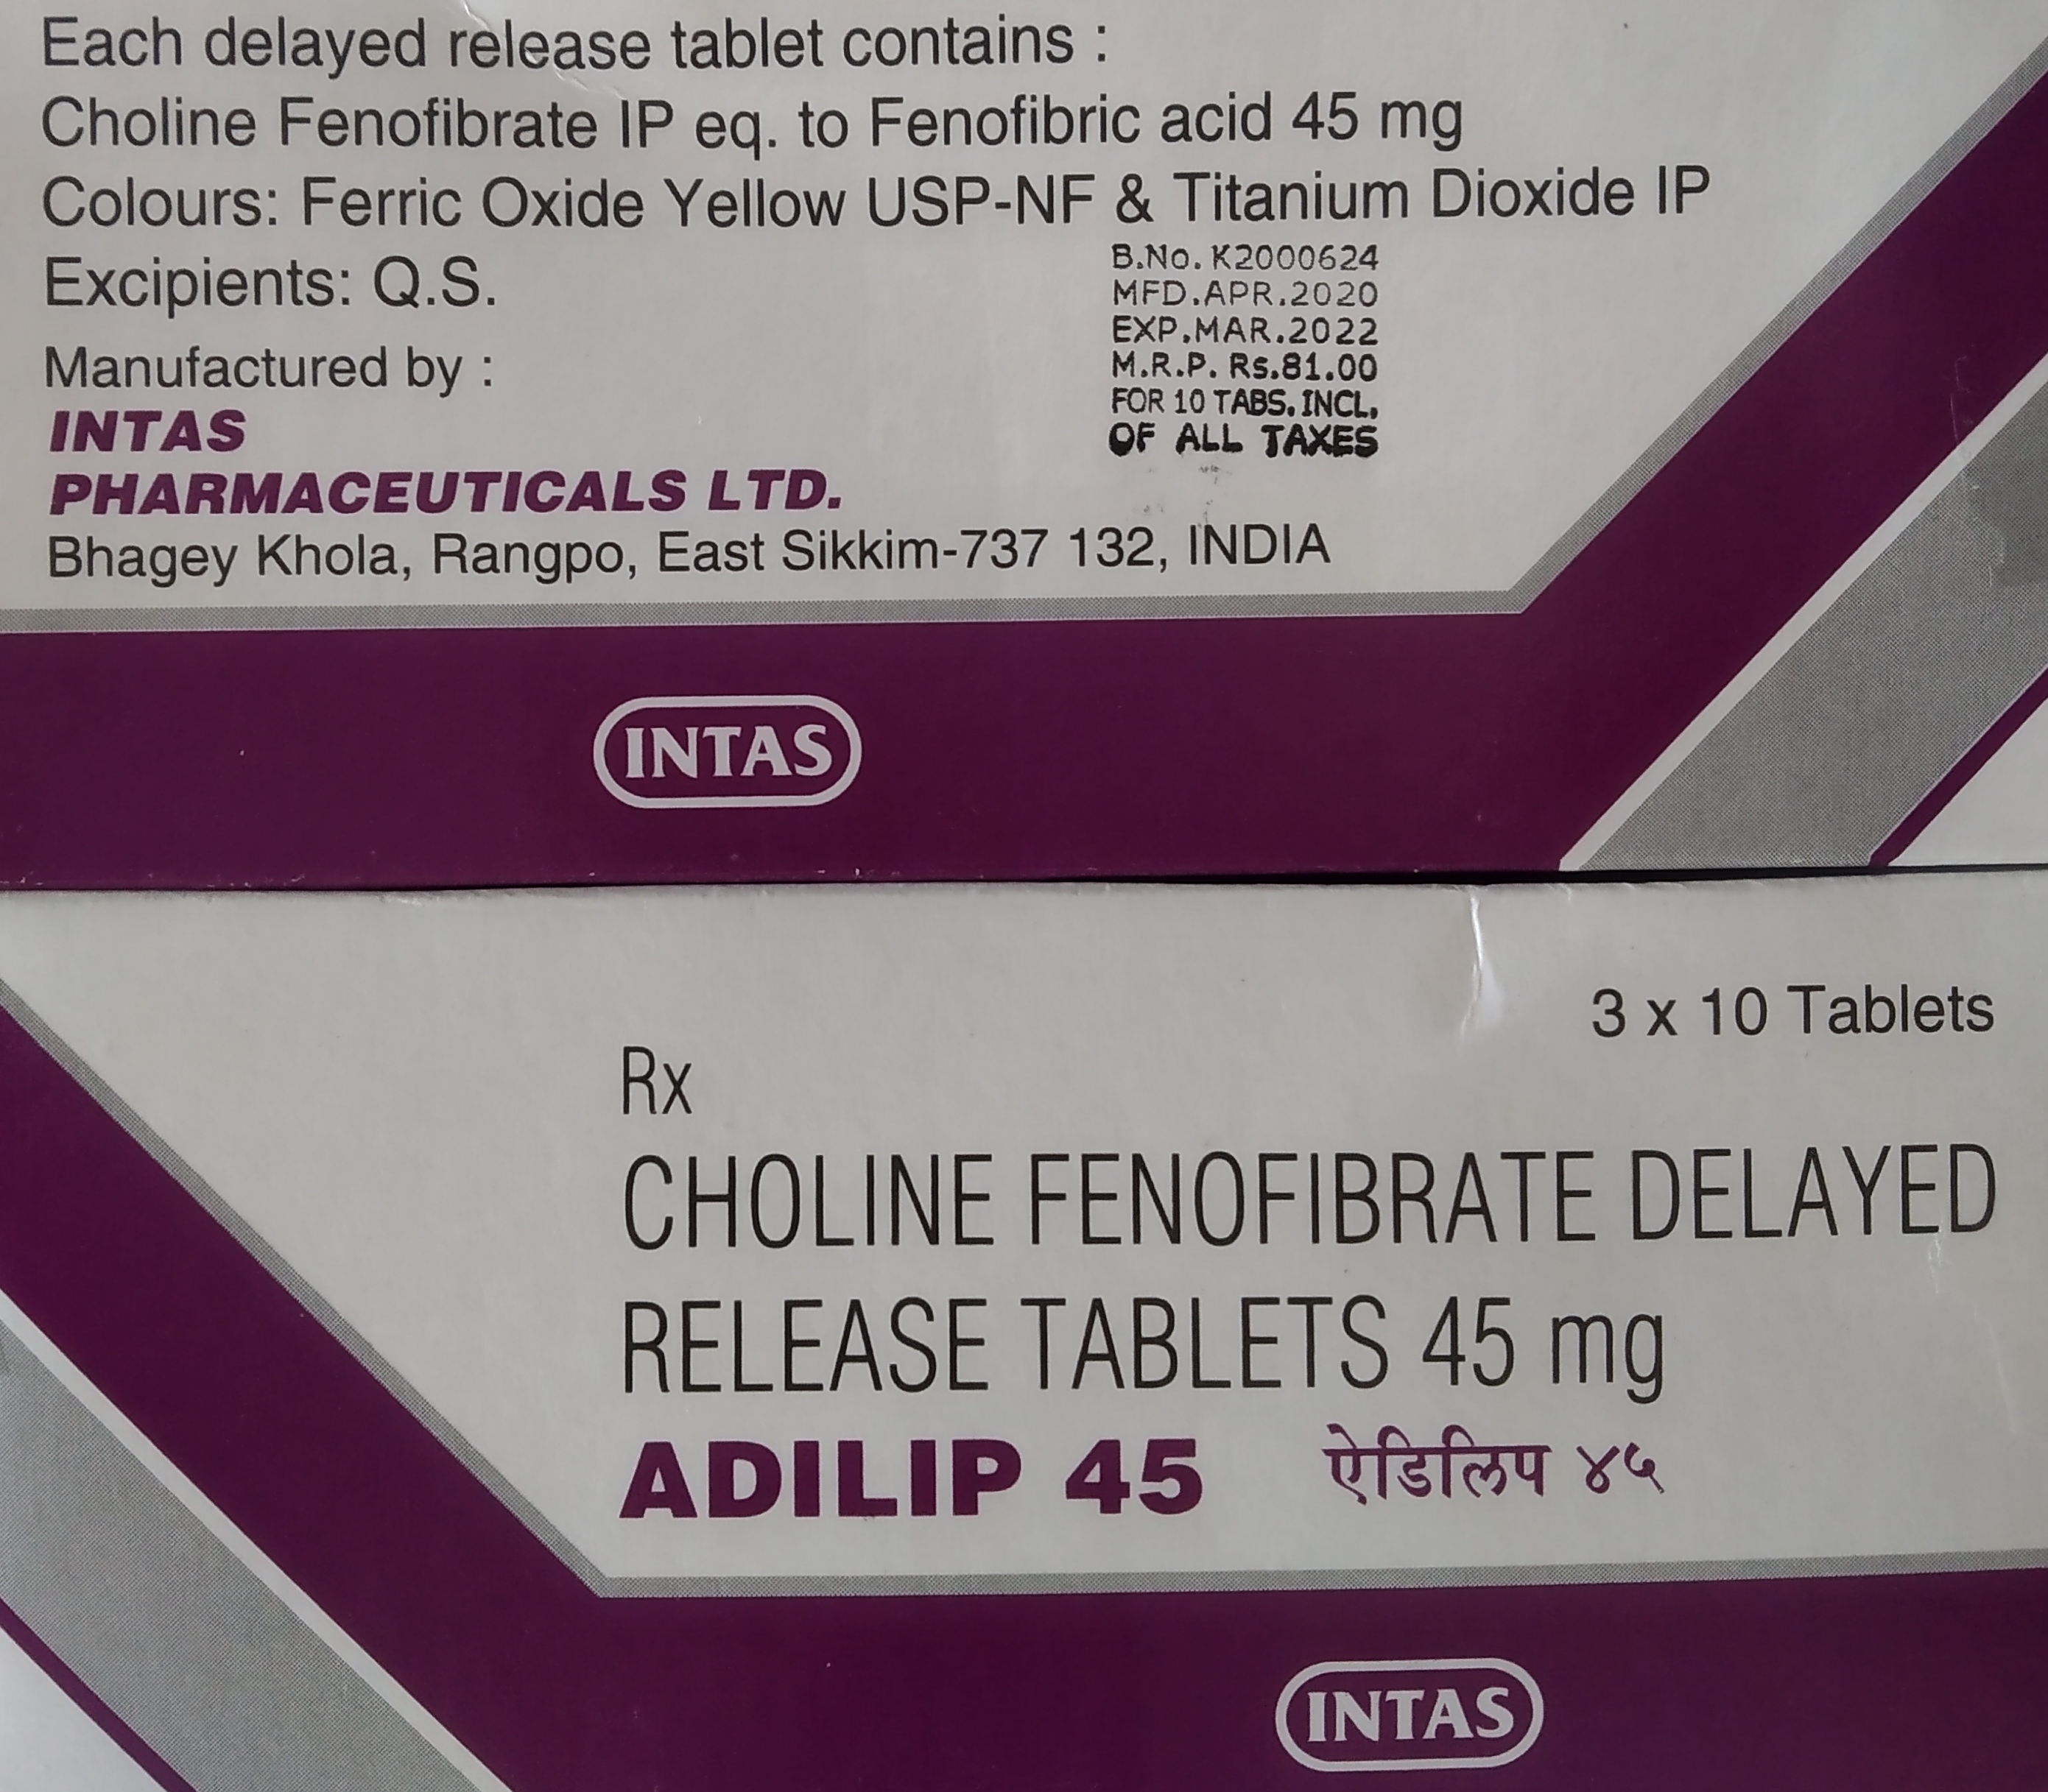 Each delayed release tablet contains :
Choline Fenofibrate IP eq. to Fenofibric acid 45 mg
Colours: Ferric Oxide Yellow USP-NF & Titanium Dioxide IP
Excipients: Q.S.
B.No. K2000624
MFD.APR.2020
EXP.MAR.2022
M.R.P. Rs.81.00
FOR 10 TABS.INCL.
OF ALL TAXES
Manufactured by :
INTAS
PHARMACEUTICALS LTD.
Bhagey Khola, Rangpo, East Sikkim-737 132, INDIA
INTAS
3 x 10 Tablets
Rx
CHOLINE FENOFIBRATE DELAYED
RELEASE TABLETS 45 mg
ADILIP 45 ऐडिलिप ४५
INTAS